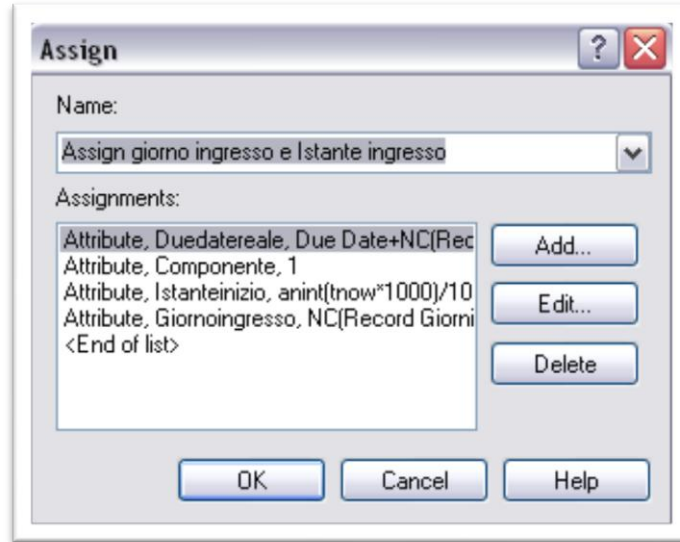 Assign
?
Name:
Assign giorno ingresso e Istante ingresso
Assignments:
Attribute, Duedatereale, Due Date+NC(Rec
Attribute, Componente, 1
Attribute, Istanteinizio, anint(tnow*1000)/10
Attribute, Giornoingresso, NC(Record Giorni
<End of list>
Add...
Edit...
Delete
OK
Cancel
Help